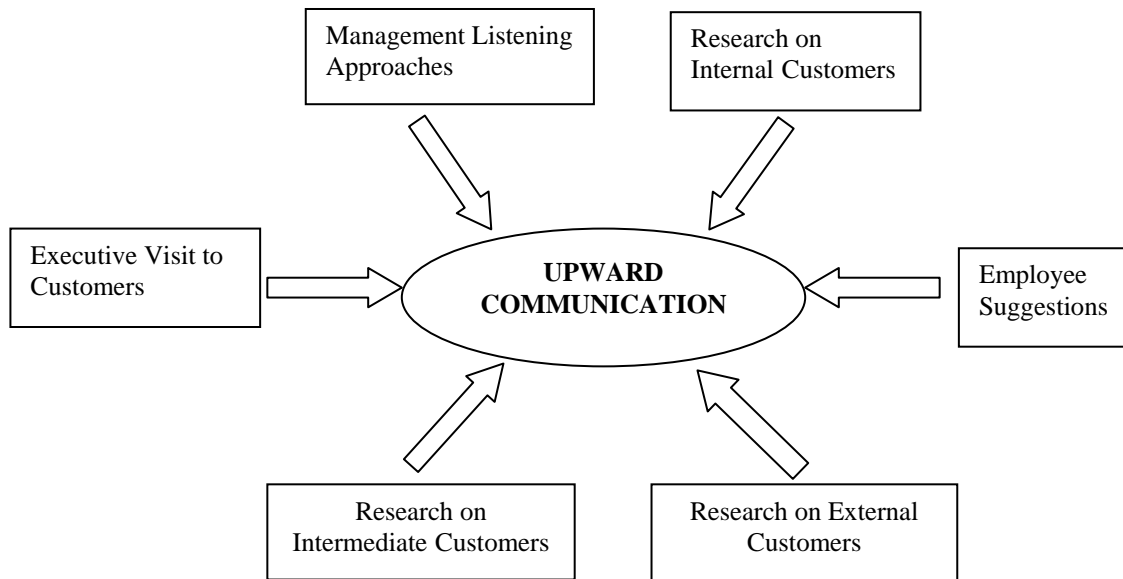 Management Listening
Approaches
Research on
Internal Customers
Executive Visit to
Customers
UPWARD
COMMUNICATION
Employee
Suggestions
Research on
Intermediate Customers
Research on External
Customers